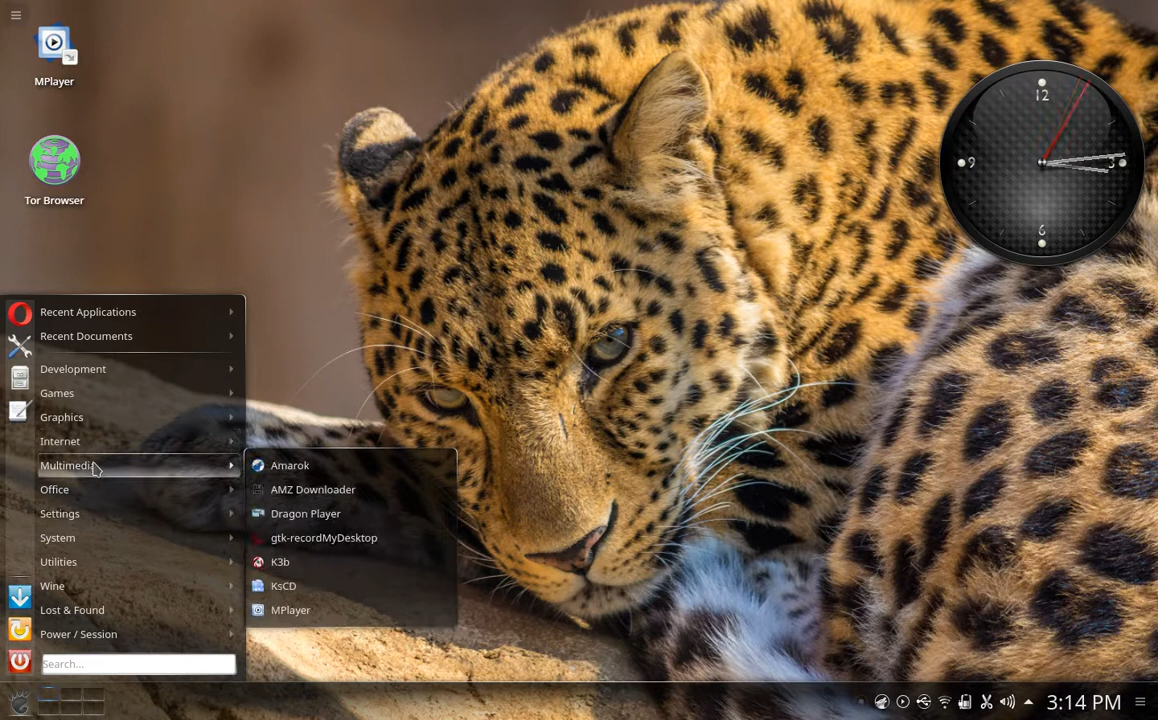 MPlayer
Tor Browser
12
9
3
6
Recent Applications
Recent Documents
Development
Games
Graphics
Internet
Multimedia
Office
Settings
System
Utilities
Wine
Lost & Found
Power / Session
Search...
Amarok
AMZ Downloader
Dragon Player
gtk-recordMyDesktop
K3b
KsCD
MPlayer
3:14 PM